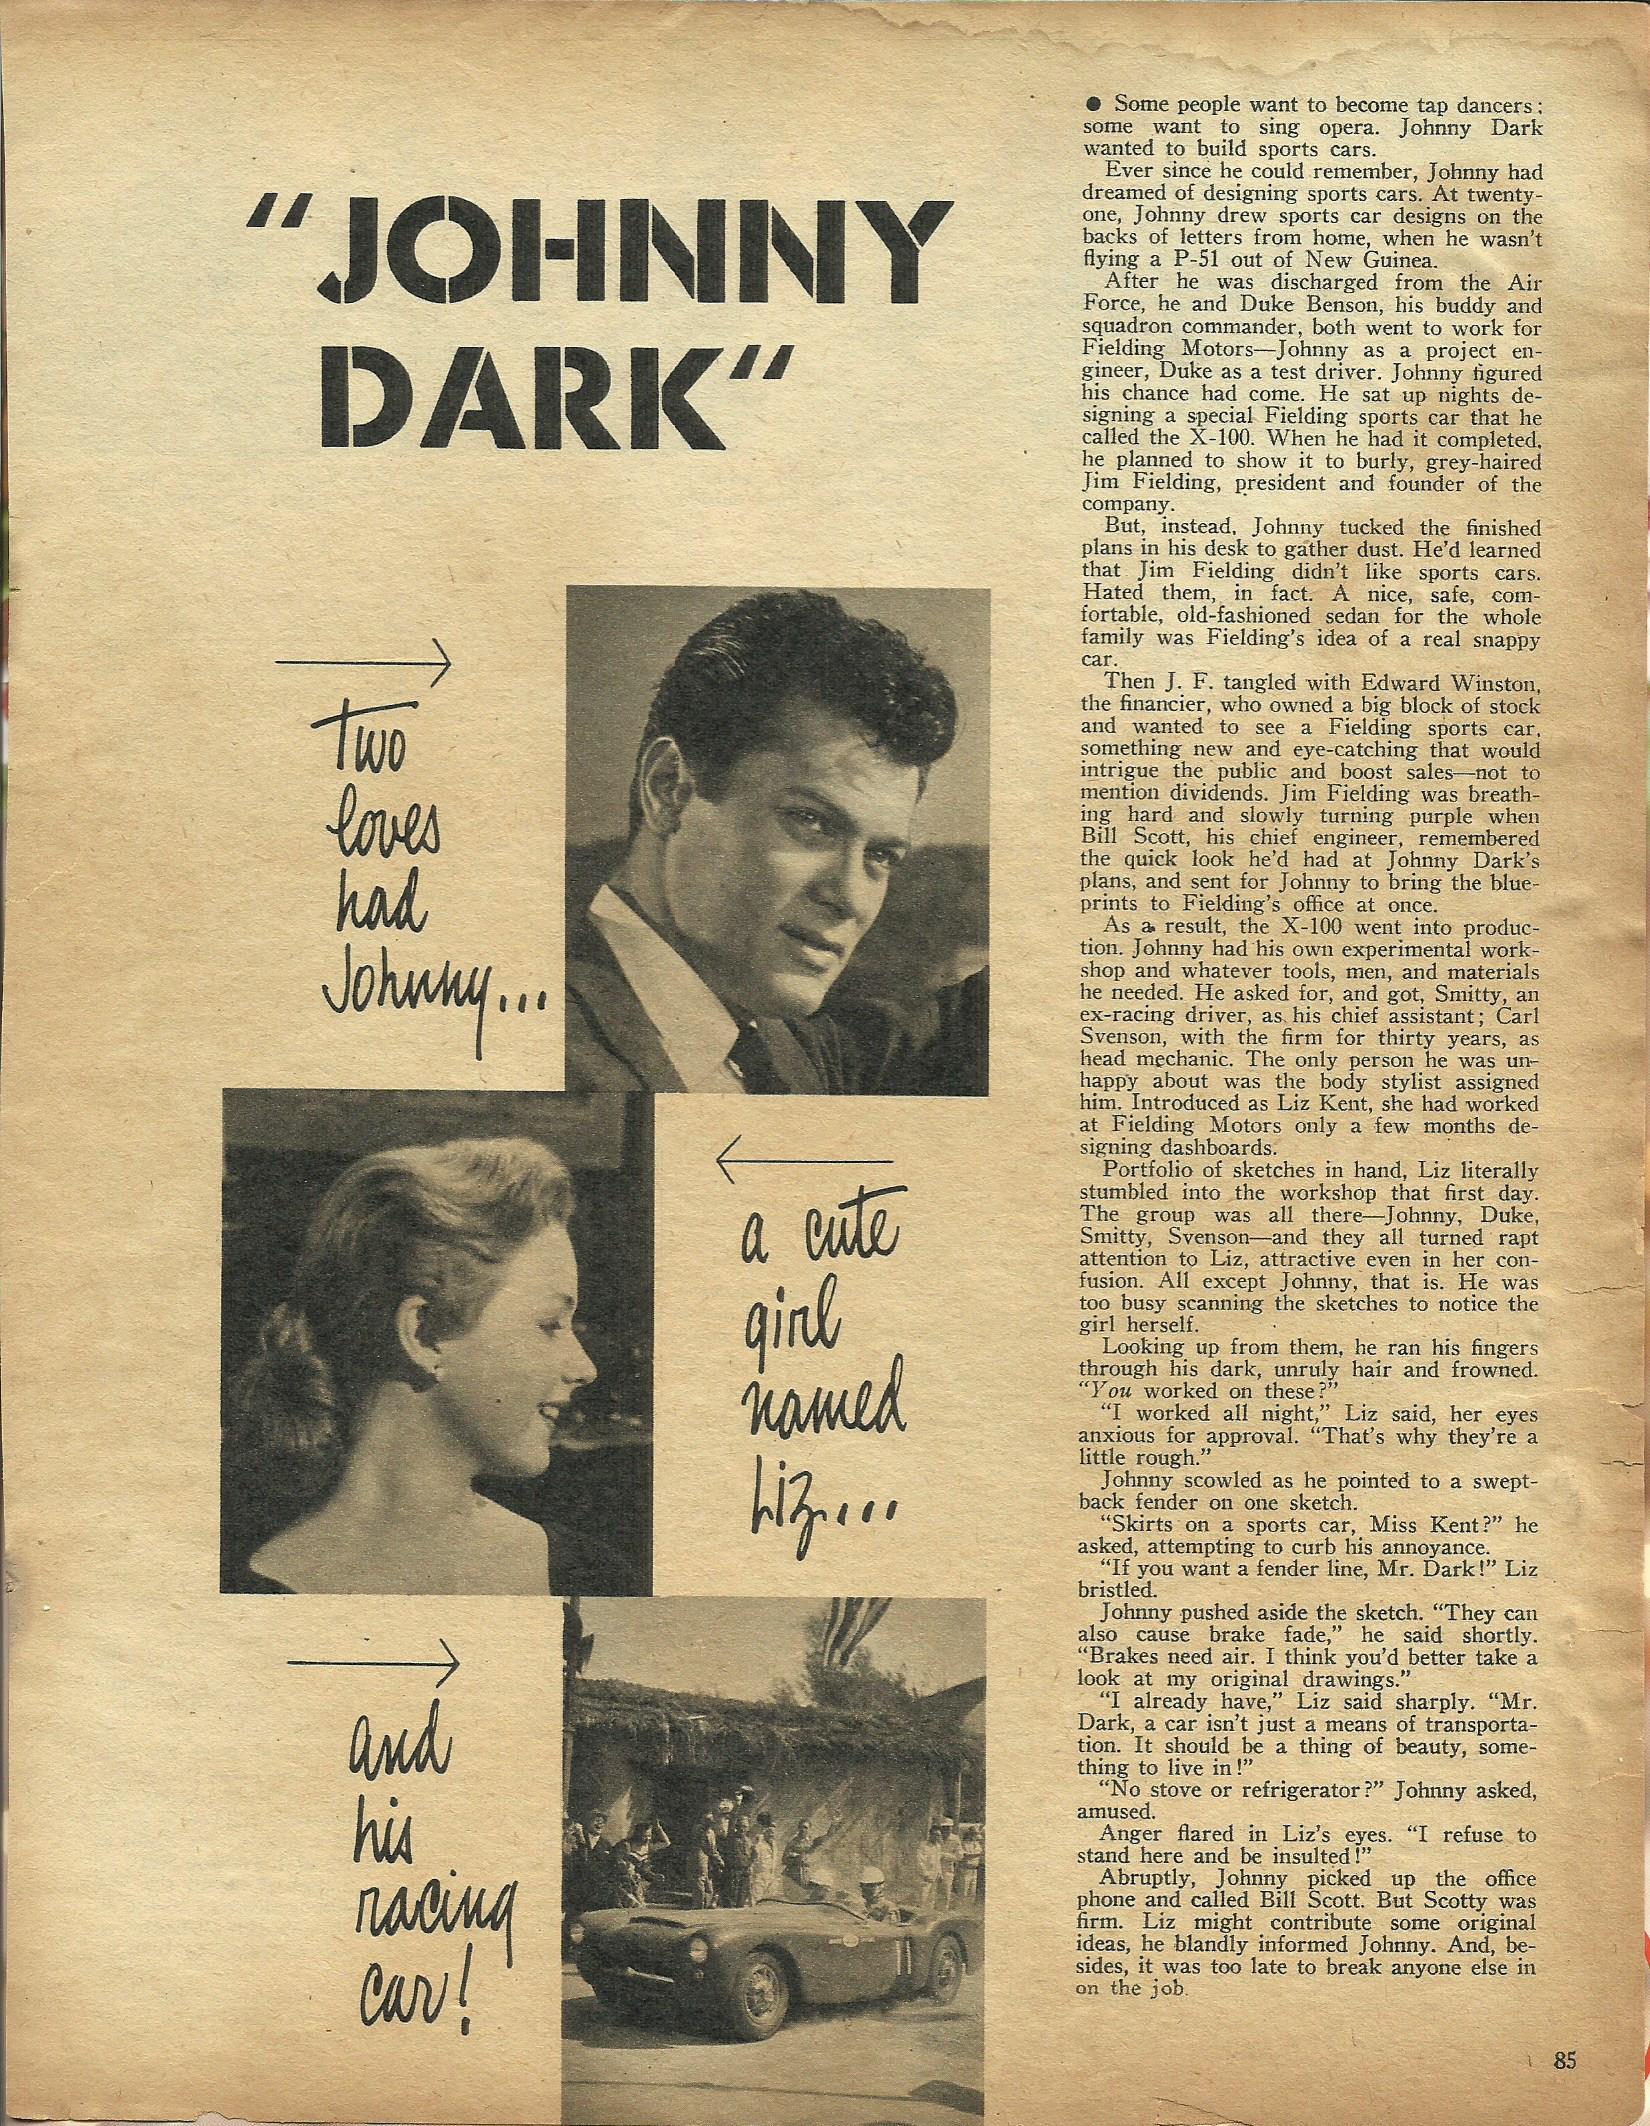 "JOHNNY
DARK"
Two
loves
had
Johnny...
a cute
girl
named
Liz...
and
his
racing
car!
● Some people want to become tap dancers;
some want to sing opera. Johnny Dark
wanted to build sports cars.
Ever since he could remember, Johnny had
dreamed of designing sports cars. At twenty-
one, Johnny drew sports car designs on the
backs of letters from home, when he wasn't
flying a P-51 out of New Guinea.
After he was discharged from the Air
Force, he and Duke Benson, his buddy and
squadron commander, both went to work for
Fielding Motors—Johnny as a project en-
gineer, Duke as a test driver. Johnny figured
his chance had come. He sat up nights de-
signing a special Fielding sports car that he
called the X-100. When he had it completed,
he planned to show it to burly, grey-haired
Jim Fielding, president and founder of the
company.
But, instead, Johnny tucked the finished
plans in his desk to gather dust. He'd learned
that Jim Fielding didn't like sports cars.
Hated them, in fact. A nice, safe, com-
fortable, old-fashioned sedan for the whole
family was Fielding's idea of a real snappy
car.
Then J. F. tangled with Edward Winston,
the financier, who owned a big block of stock
and wanted to see a Fielding sports car,
something new and eye-catching that would
intrigue the public and boost sales—not to
mention dividends. Jim Fielding was breath-
ing hard and slowly turning purple when
Bill Scott, his chief engineer, remembered
the quick look he'd had at Johnny Dark's
plans, and sent for Johnny to bring the blue-
prints to Fielding's office at once.
As a result, the X-100 went into produc-
tion. Johnny had his own experimental work-
shop and whatever tools, men, and materials
he needed. He asked for, and got, Smitty, an
ex-racing driver, as his chief assistant; Carl
Svenson, with the firm for thirty years, as
head mechanic. The only person he was un-
happy about was the body stylist assigned
him. Introduced as Liz Kent, she had worked
at Fielding Motors only a few months de-
signing dashboards.
Portfolio of sketches in hand, Liz literally
stumbled into the workshop that first day.
The group was all there—Johnny, Duke,
Smitty, Svenson—and they all turned rapt
attention to Liz, attractive even in her con-
fusion. All except Johnny, that is. He was
too busy scanning the sketches to notice the
girl herself.
Looking up from them, he ran his fingers
through his dark, unruly hair and frowned.
"You worked on these?"
"I worked all night," Liz said, her eyes
anxious for approval. "That's why they're a
little rough."
Johnny scowled as he pointed to a swept-
back fender on one sketch.
"Skirts on a sports car, Miss Kent?" he
asked, attempting to curb his annoyance.
"If you want a fender line, Mr. Dark!" Liz
bristled.
Johnny pushed aside the sketch. "They can
also cause brake fade," he said shortly.
"Brakes need air. I think you'd better take a
look at my original drawings."
"I already have," Liz said sharply. "Mr.
Dark, a car isn't just a means of transporta-
tion. It should be a thing of beauty, some-
thing to live in!"
"No stove or refrigerator?" Johnny asked,
amused.
Anger flared in Liz's eyes. "I refuse to
stand here and be insulted!"
Abruptly, Johnny picked up the office
phone and called Bill Scott. But Scotty was
firm. Liz might contribute some original
ideas, he blandly informed Johnny. And, be-
sides, it was too late to break anyone else in
on the job.
85